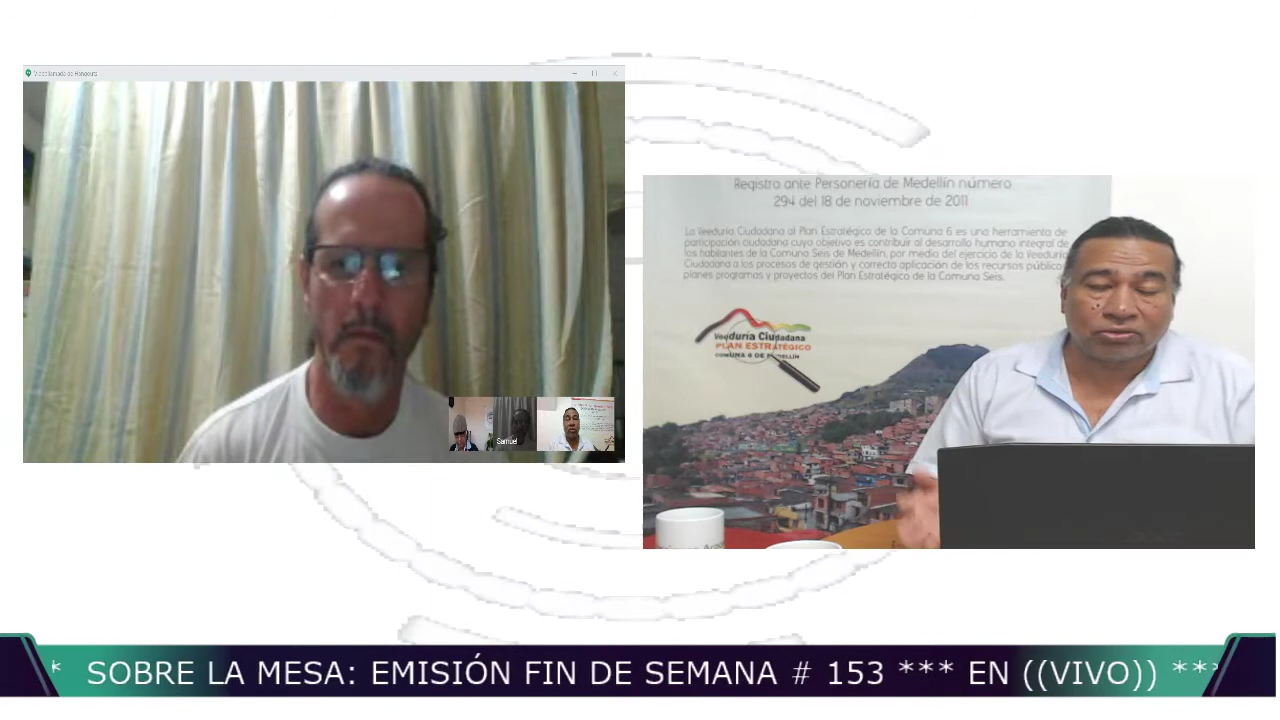 Videollamada de Hangouts
Samuel
Registro ante Personería de Medellín número
294 del 18 de noviembre de 2011
La Veeduría Ciudadana al Plan Estratégico de la Comuna 6 es una herramienta de
participación ciudadana cuyo objetivo es contribuir al desarrollo humano integral de
los habitantes de la Comuna Seis de Medellín, por medio del ejercicio de la Veeduría
Ciudadana a los procesos de gestión y correcta aplicación de los recursos públicos
planes programas y proyectos del Plan Estratégico de la Comuna Seis.
Veeduría Ciudadana
PLAN ESTRATÉGICO
COMUNA 6 DE MEDELLÍN
* SOBRE LA MESA: EMISIÓN FIN DE SEMANA # 153 *** EN ((VIVO)) ***